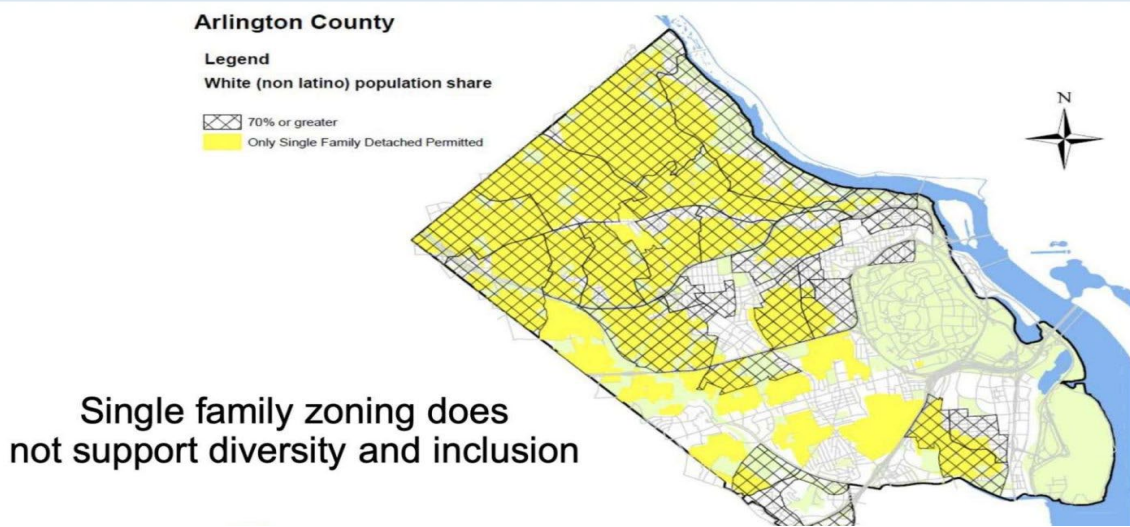 Arlington County
Legend
White (non latino) population share
70% or greater
Only Single Family Detached Permitted
N
Single family zoning does
not support diversity and inclusion